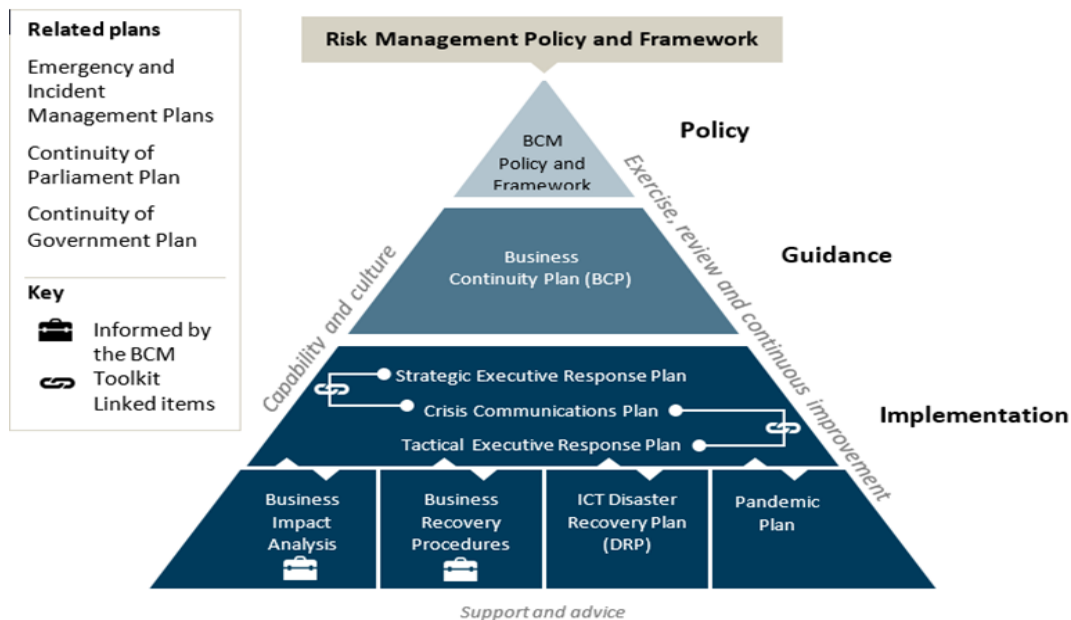 Related plans
Emergency and
Incident
Management Plans
Continuity of
Parliament Plan
Continuity of
Government Plan
Key
Informed by
the BCM
Toolkit
Linked items
Risk Management Policy and Framework
BCM
Policy and
Framework
Policy
Business
Continuity Plan (BCP)
Guidance
Capability and culture
Exercise, review and continuous improvement
Strategic Executive Response Plan
Crisis Communications Plan
Tactical Executive Response Plan
Implementation
Business
Impact
Analysis
Business
Recovery
Procedures
ICT Disaster
Recovery Plan
(DRP)
Pandemic
Plan
Support and advice